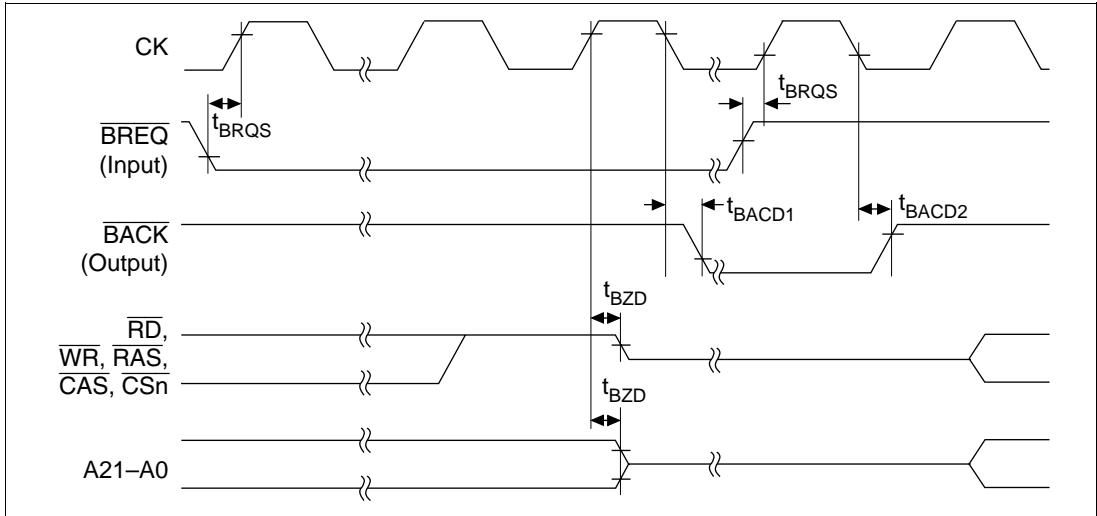 CK
tBRQS
tBRQS
BREQ
(Input)
tBACD1
tBACD2
BACK
(Output)
tBZD
RD,
WR, RAS,
CAS, CSn
tBZD
A21–A0